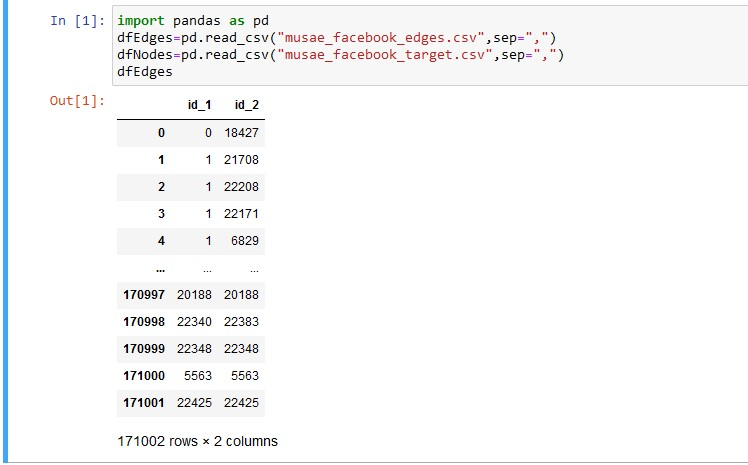 In [1]: import pandas as pd
dfEdges=pd.read_csv("musae_facebook_edges.csv",sep=",")
dfNodes=pd.read_csv("musae_facebook_target.csv",sep=",")
dfEdges
Out[1]:
id_1 id_2
0 0 18427
1 1 21708
2 1 22208
3 1 22171
4 1 6829
... ... ...
170997 20188 20188
170998 22340 22383
170999 22348 22348
171000 5563 5563
171001 22425 22425
171002 rows × 2 columns